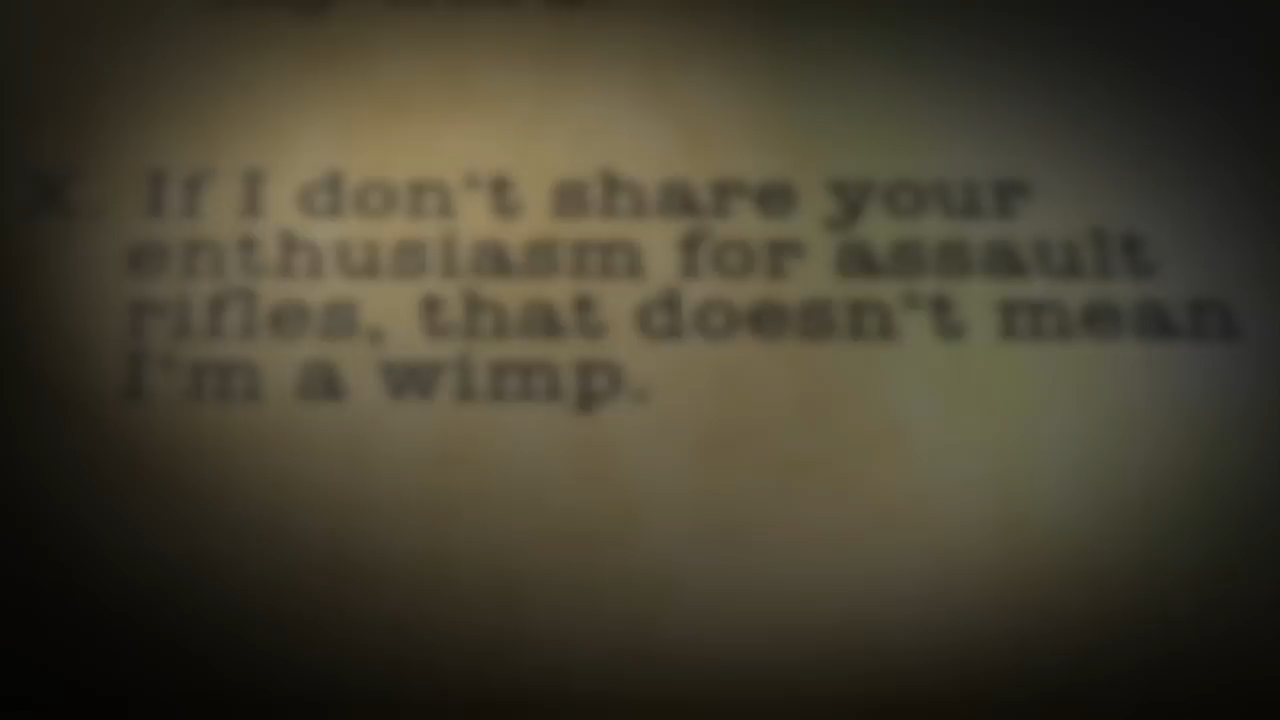 If I don't share your
enthusiasm for assault
rifles, that doesn't mean
I'm a wimp.